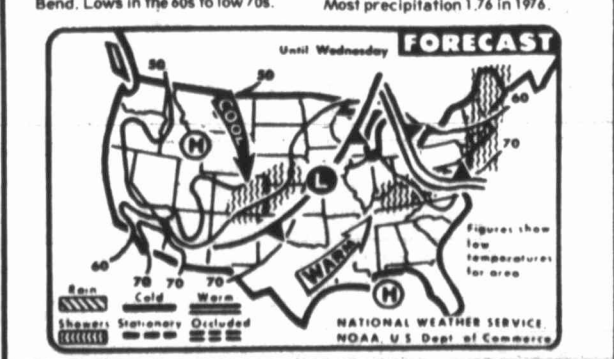 Bend. Lows in the 60s to low 70s.
Most precipitation 1.76 in 1976.
Until Wednesday
FORECAST
50
50
60
COOL
H
70
L
Figures show
low
temperatures
for area
WARM
60
70
70
70
H
Rain
Cold
Warm
Showers
Stationary
Occluded
NATIONAL WEATHER SERVICE,
NOAA, U S Dept of Commerce